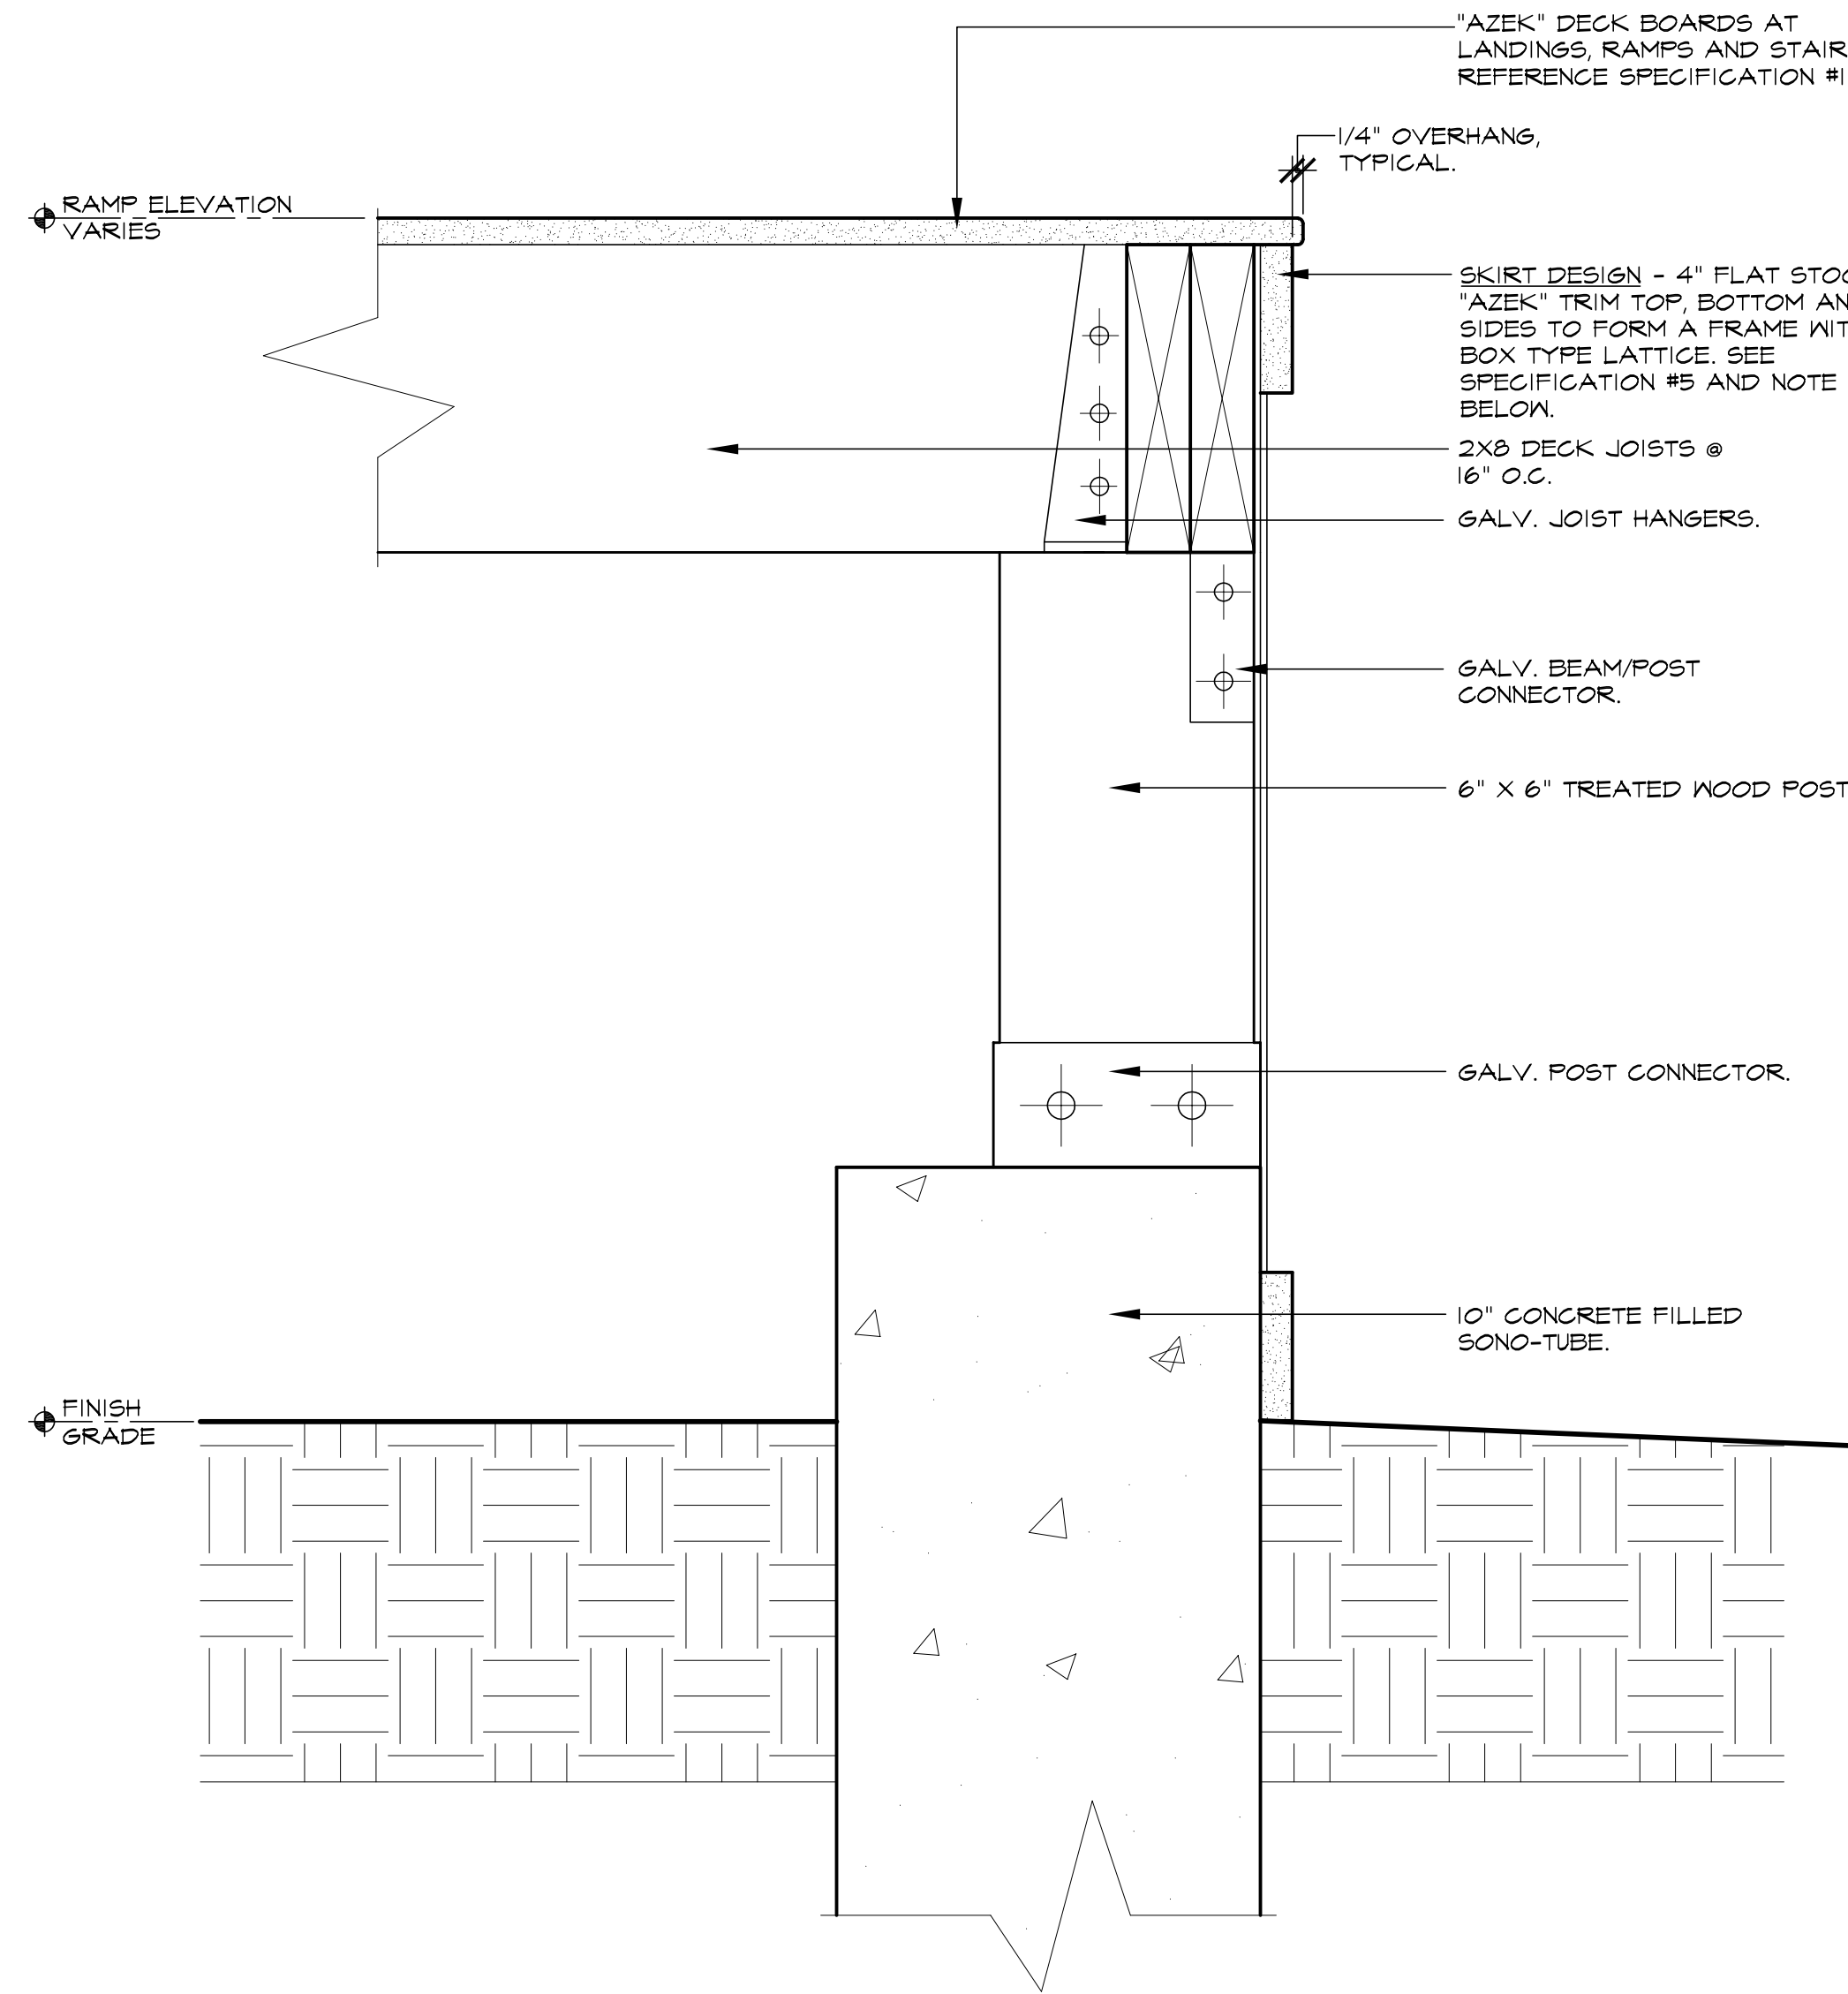 "AZEK" DECK BOARDS AT
LANDINGS, RAMPS AND STAIR
REFERENCE SPECIFICATION #1
1/4" OVERHANG,
TYPICAL.
RAMP ELEVATION
VARIES
SKIRT DESIGN - 4" FLAT
"AZEK" TRIM TOP, BOTTOM
SIDES TO FORM A FRAME
BOX TYPE LATTICE. SEE
SPECIFICATION #5 AND NOTE
BELOW.
2X8 DECK JOISTS @
16" O.C.
GALV. JOIST HANGERS.
GALV. BEAM/POST
CONNECTOR.
6" X 6" TREATED WOOD POST
GALV. POST CONNECTOR.
10" CONCRETE FILLED
SONO-TUBE.
FINISH
GRADE